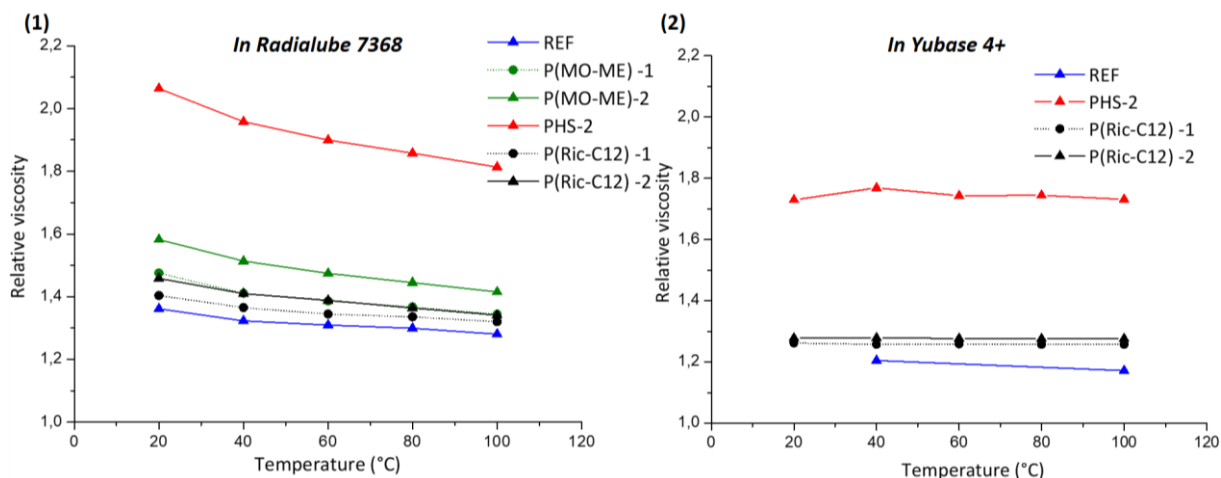 (1)
In Radialube 7368
Relative viscosity
2,2
2,0
1,8
1,6
1,4
1,2
1,0
0
20
40
60
80
100
120
Temperature (°C)
REF
P(MO-ME) -1
P(MO-ME)-2
PHS-2
P(Ric-C12) -1
P(Ric-C12) -2
(2)
In Yubase 4+
Relative viscosity
2,2
2,0
1,8
1,6
1,4
1,2
1,0
0
20
40
60
80
100
120
Temperature (°C)
REF
PHS-2
P(Ric-C12) -1
P(Ric-C12) -2